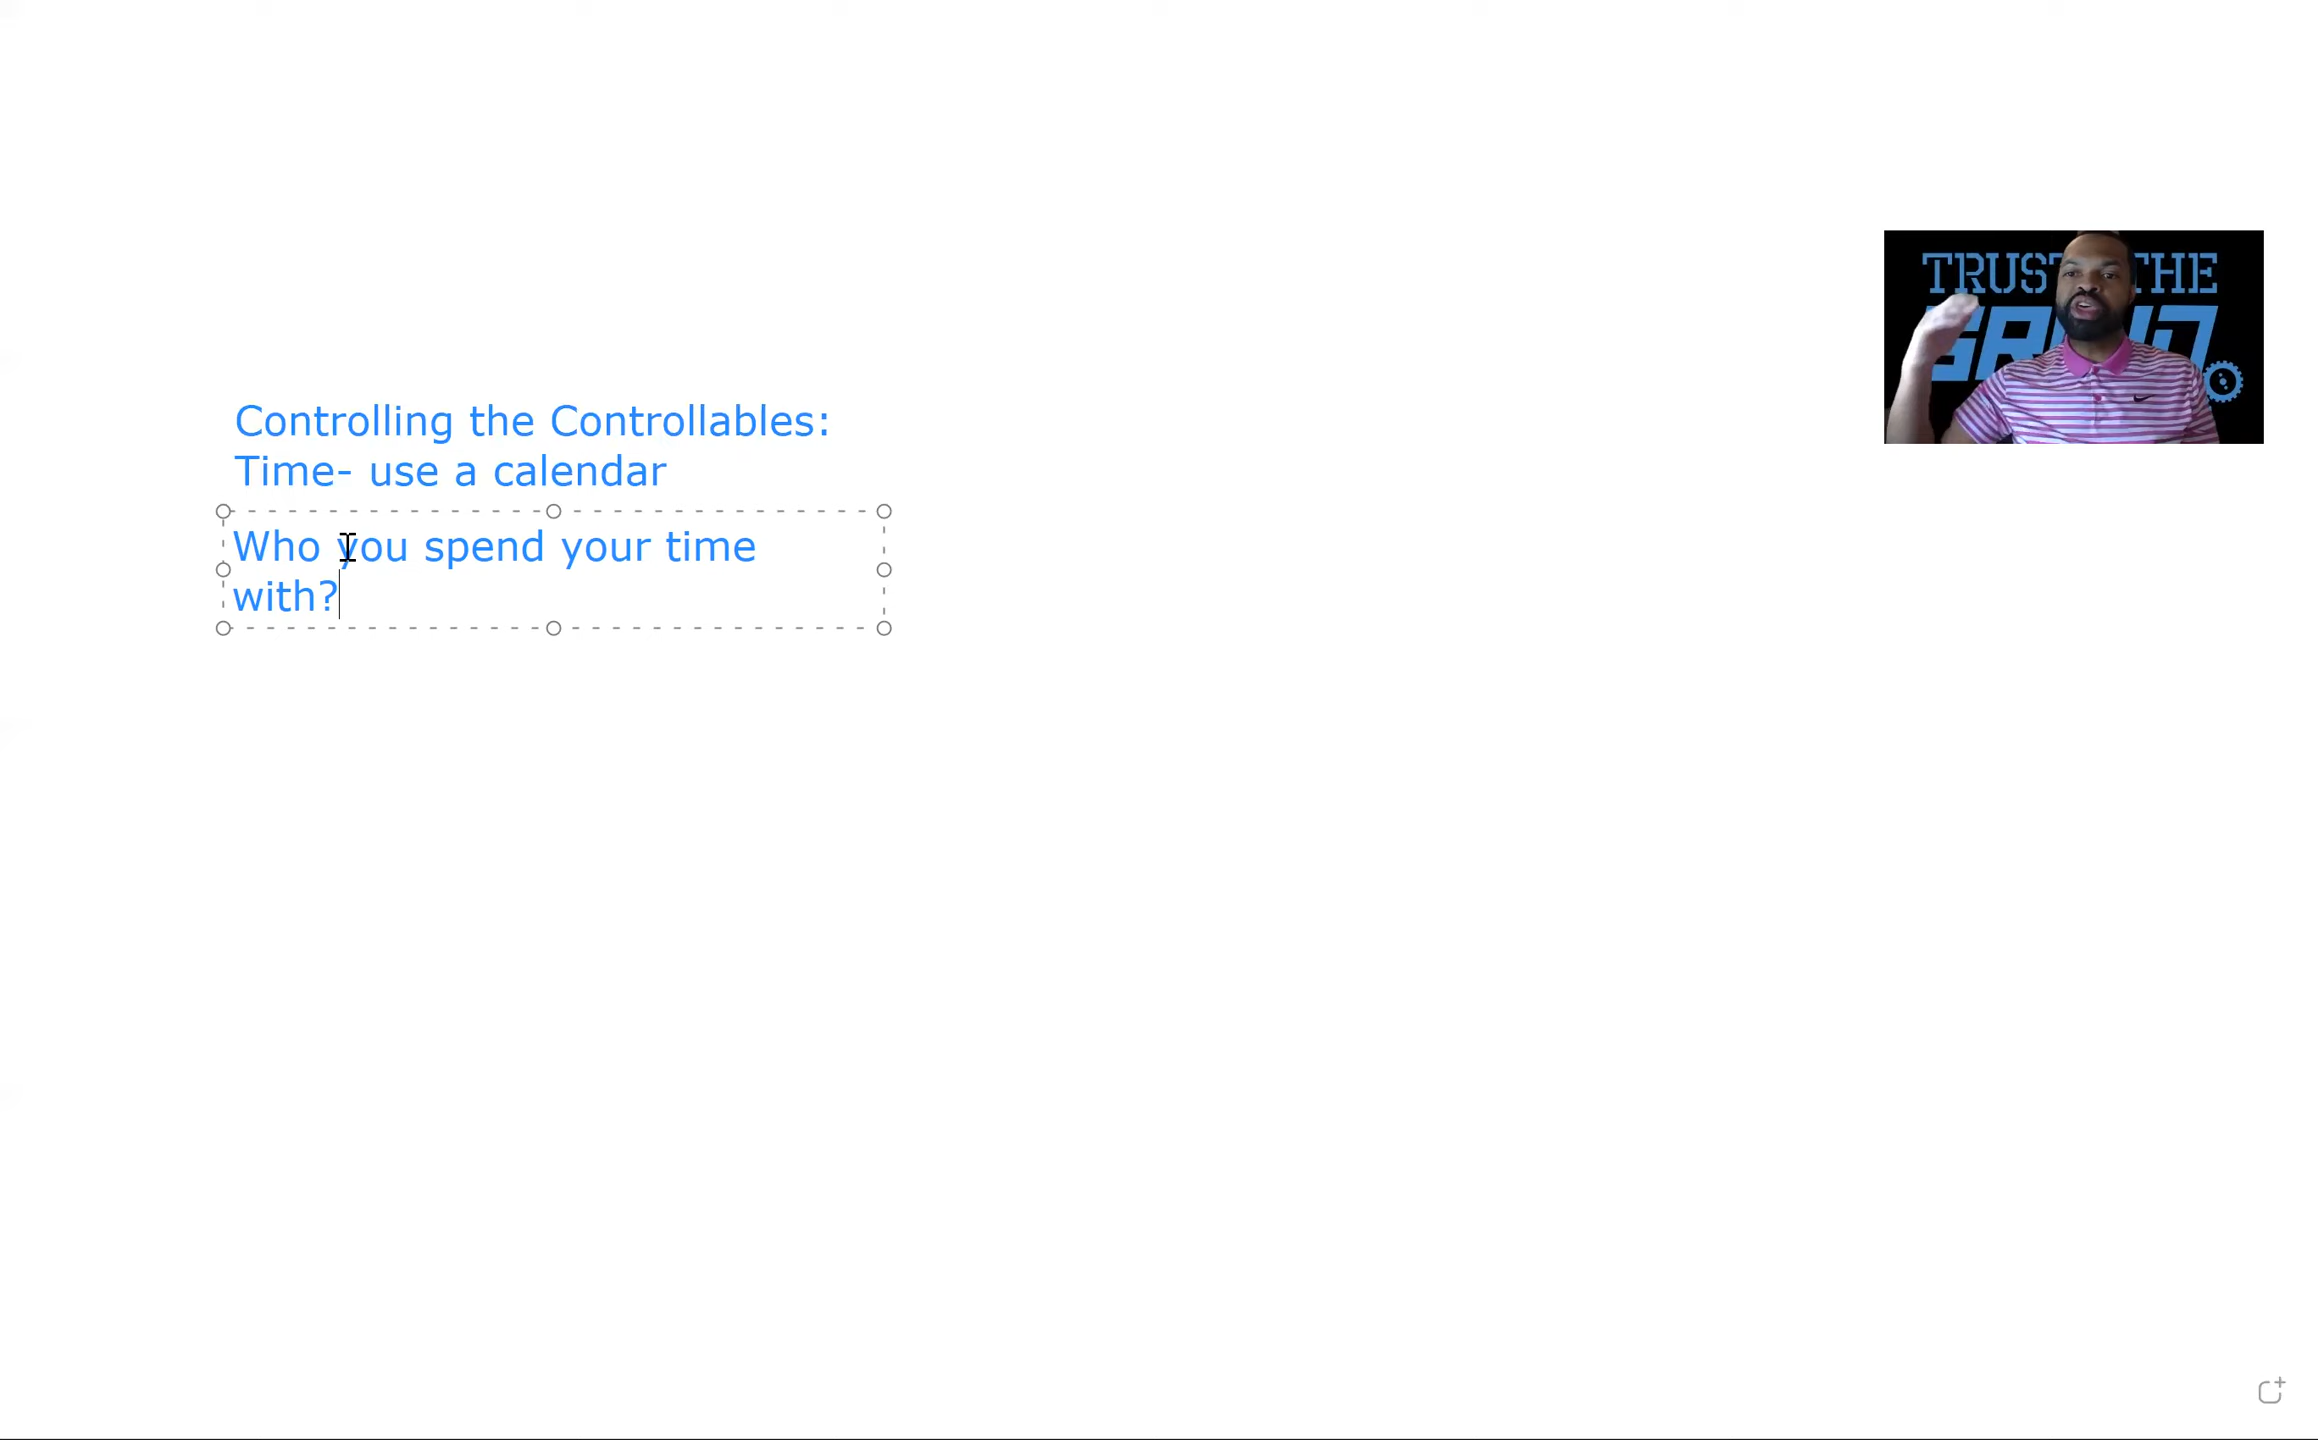 TRUST THE
Controlling the Controllables:
Time- use a calendar
Who you spend your time
with?